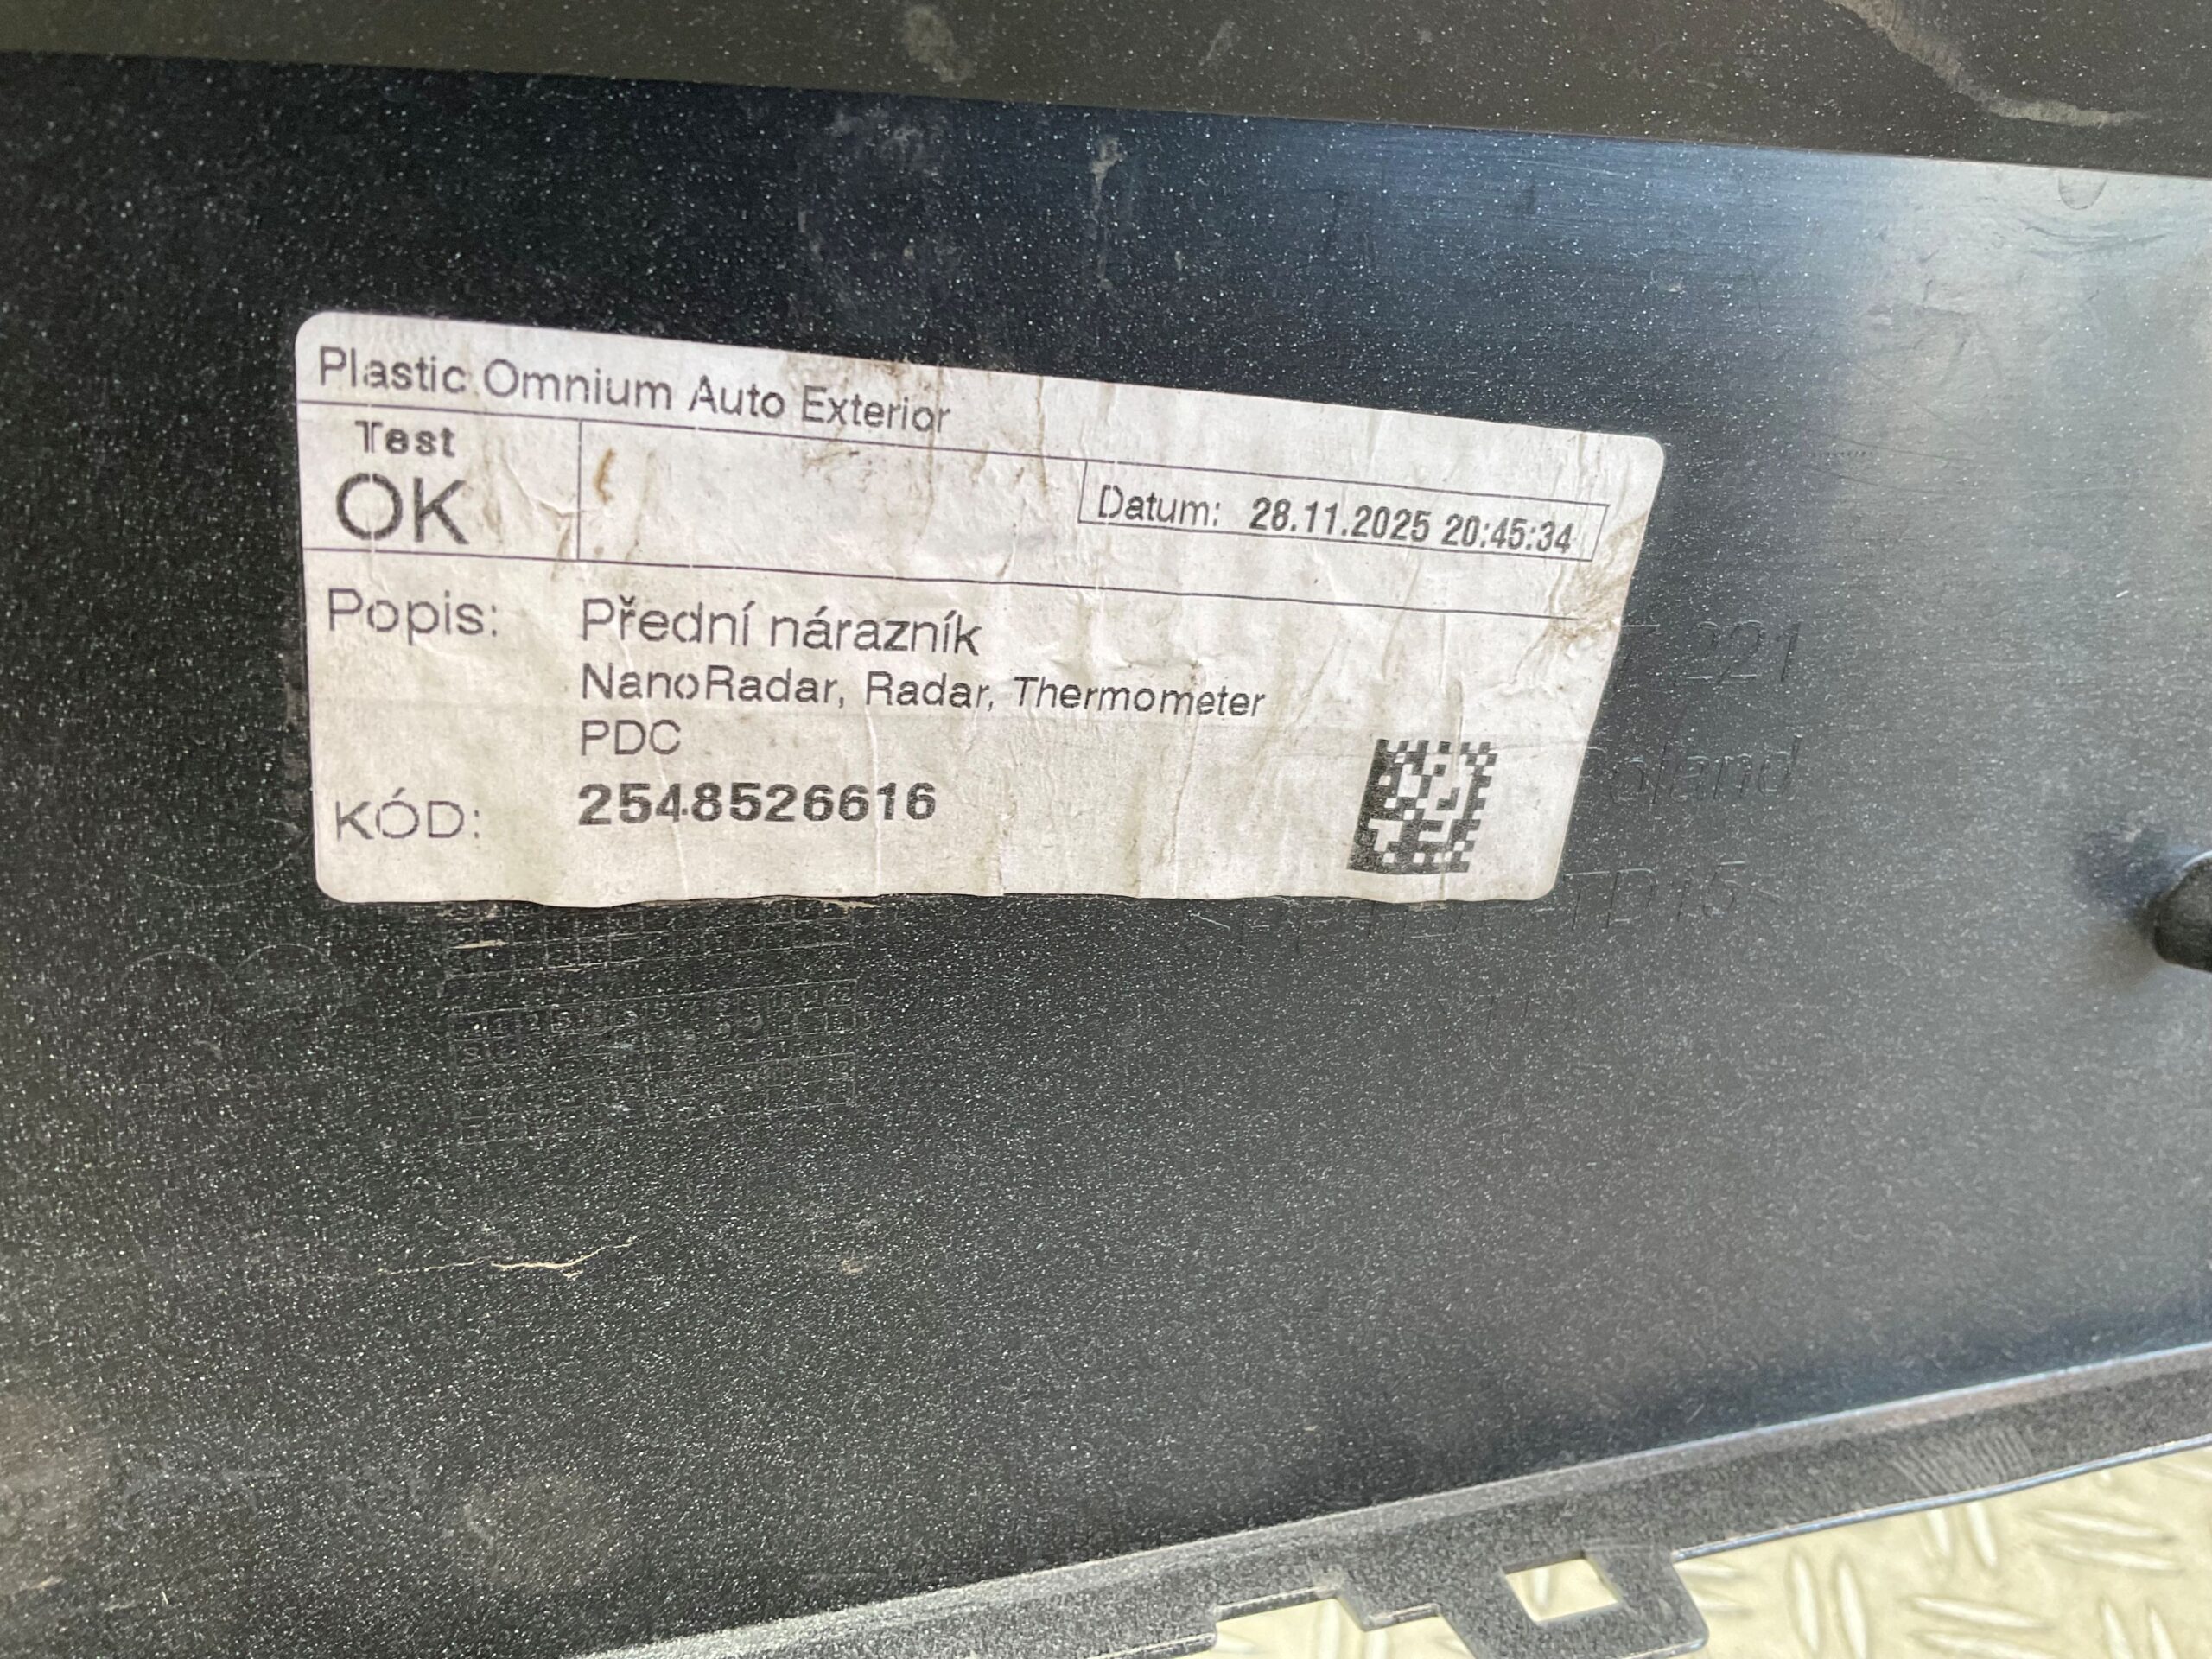 Plastic Omnium Auto Exterior
Test
OK
Datum: 28.11.2025 20:45:34
Popis: Přední nárazník
NanoRadar, Radar, Thermometer
PDC
KÓD: 2548526616
221